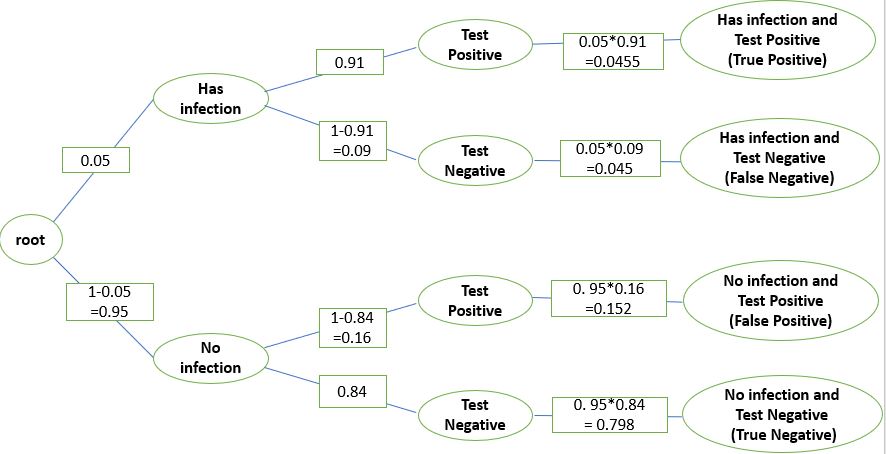 root
0.05
1-0.05
=0.95
Has
infection
No
infection
0.91
1-0.91
=0.09
1-0.84
=0.16
0.84
Test
Positive
Test
Negative
Test
Positive
Test
Negative
0.05*0.91
=0.0455
0.05*0.09
=0.045
0. 95*0.16
=0.152
0. 95*0.84
= 0.798
Has infection and
Test Positive
(True Positive)
Has infection and
Test Negative
(False Negative)
No infection and
Test Positive
(False Positive)
No infection and
Test Negative
(True Negative)